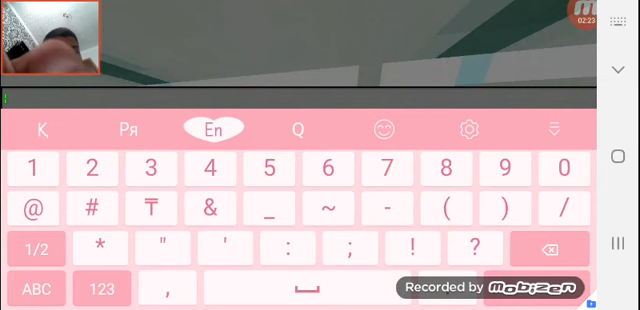 02:23
Қ Ря En Q
1 2 3 4 5 6 7 8 9 0
@ # ₸ & _ ~ - ( ) /
1/2 * " ' : ; ! ?
ABC 123 , Recorded by MOBIZEN